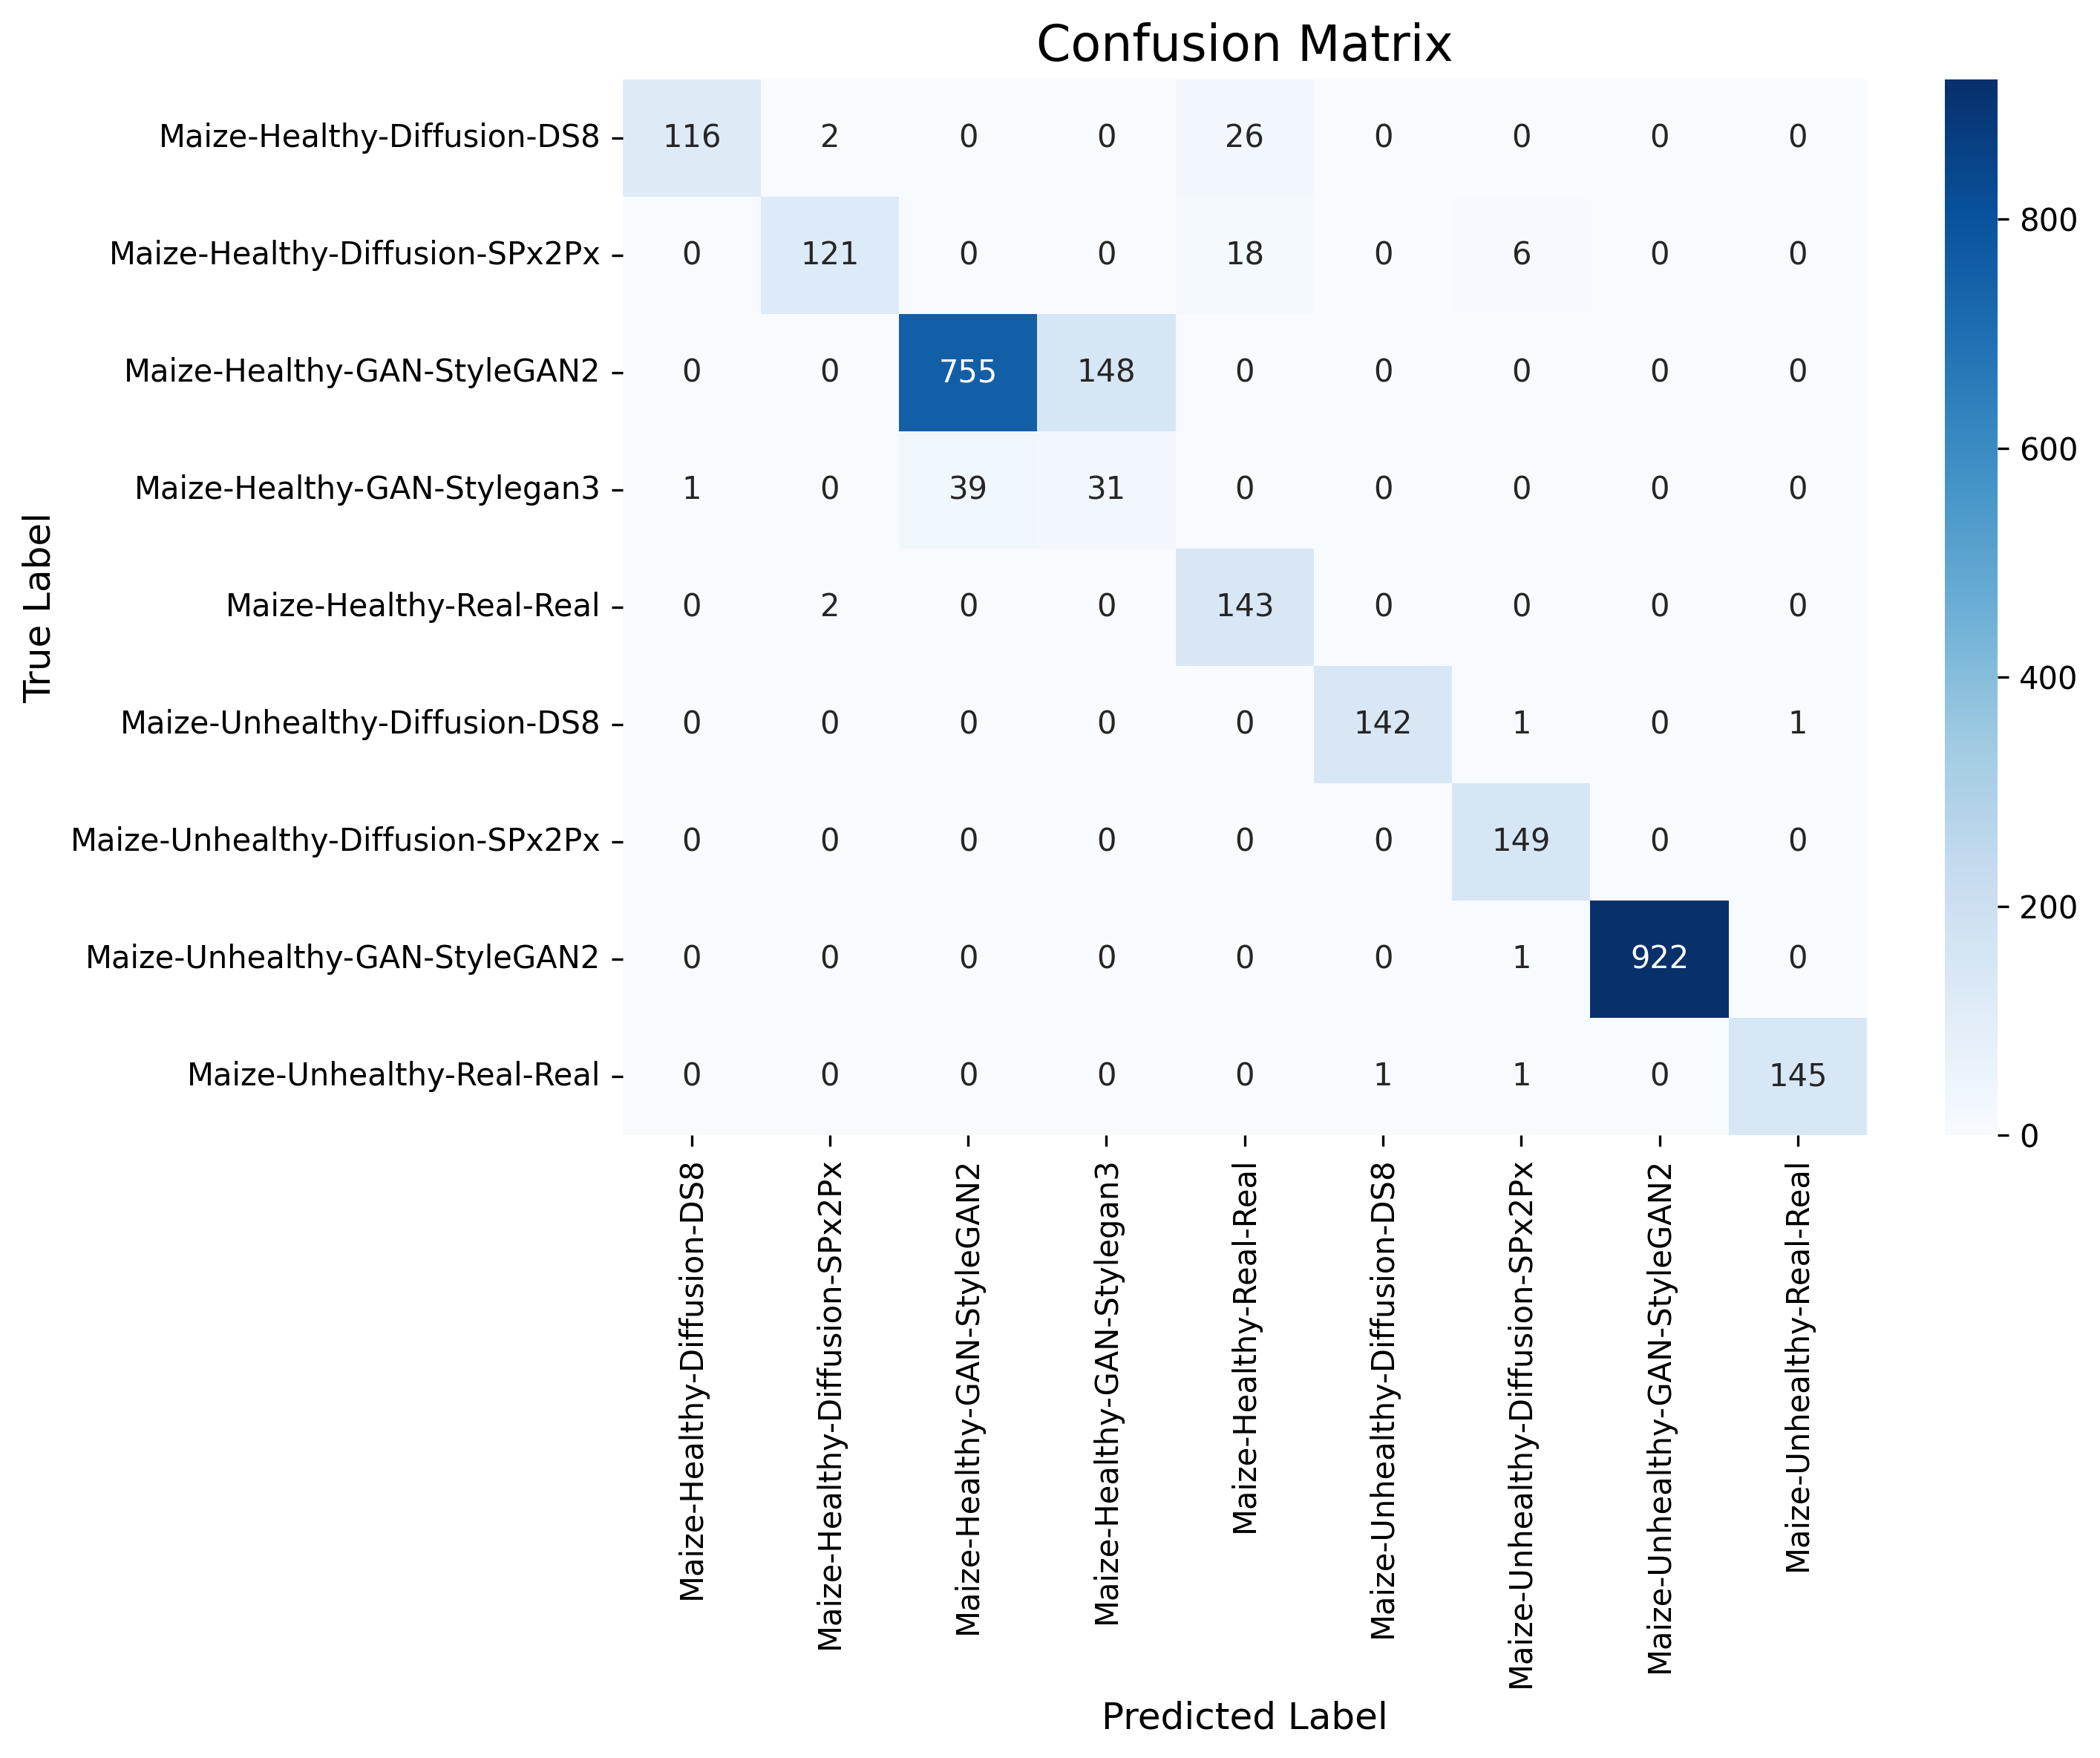 Confusion Matrix
True Label
Maize-Healthy-Diffusion-DS8 116 2 0 0 26 0 0 0 0
Maize-Healthy-Diffusion-SPx2Px 0 121 0 0 18 0 6 0 0
Maize-Healthy-GAN-StyleGAN2 0 0 755 148 0 0 0 0 0
Maize-Healthy-GAN-Stylegan3 1 0 39 31 0 0 0 0 0
Maize-Healthy-Real-Real 0 2 0 0 143 0 0 0 0
Maize-Unhealthy-Diffusion-DS8 0 0 0 0 0 142 1 0 1
Maize-Unhealthy-Diffusion-SPx2Px 0 0 0 0 0 0 149 0 0
Maize-Unhealthy-GAN-StyleGAN2 0 0 0 0 0 0 1 922 0
Maize-Unhealthy-Real-Real 0 0 0 0 0 1 1 0 145
Maize-Healthy-Diffusion-DS8
Maize-Healthy-Diffusion-SPx2Px
Maize-Healthy-GAN-StyleGAN2
Maize-Healthy-GAN-Stylegan3
Maize-Healthy-Real-Real
Maize-Unhealthy-Diffusion-DS8
Maize-Unhealthy-Diffusion-SPx2Px
Maize-Unhealthy-GAN-StyleGAN2
Maize-Unhealthy-Real-Real
Predicted Label
800
600
400
200
0